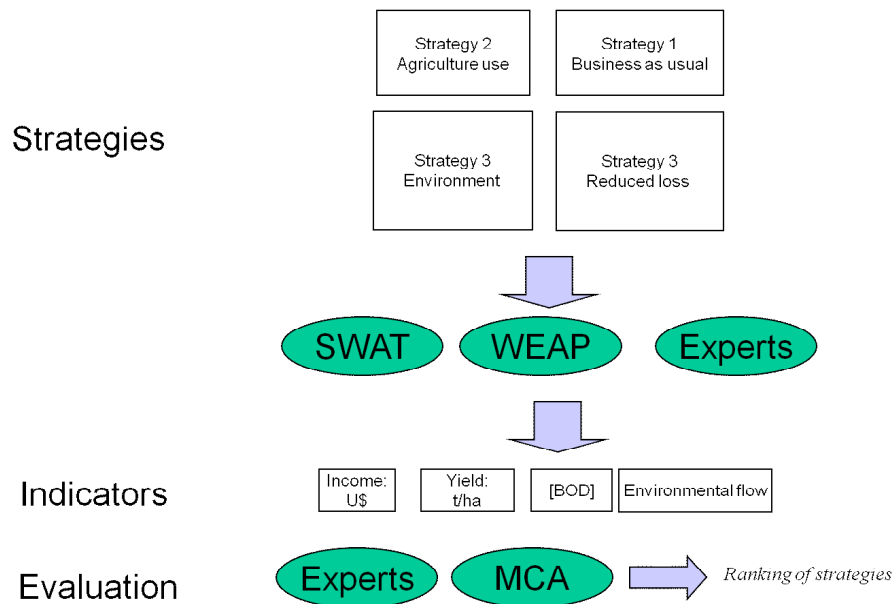 Strategy 2
Agriculture use
Strategy 1
Business as usual
Strategies
Strategy 3
Environment
Strategy 3
Reduced loss
SWAT
WEAP
Experts
Indicators
Income:
U$
Yield:
t/ha
[BOD]
Environmental flow
Evaluation
Experts
MCA
Ranking of strategies